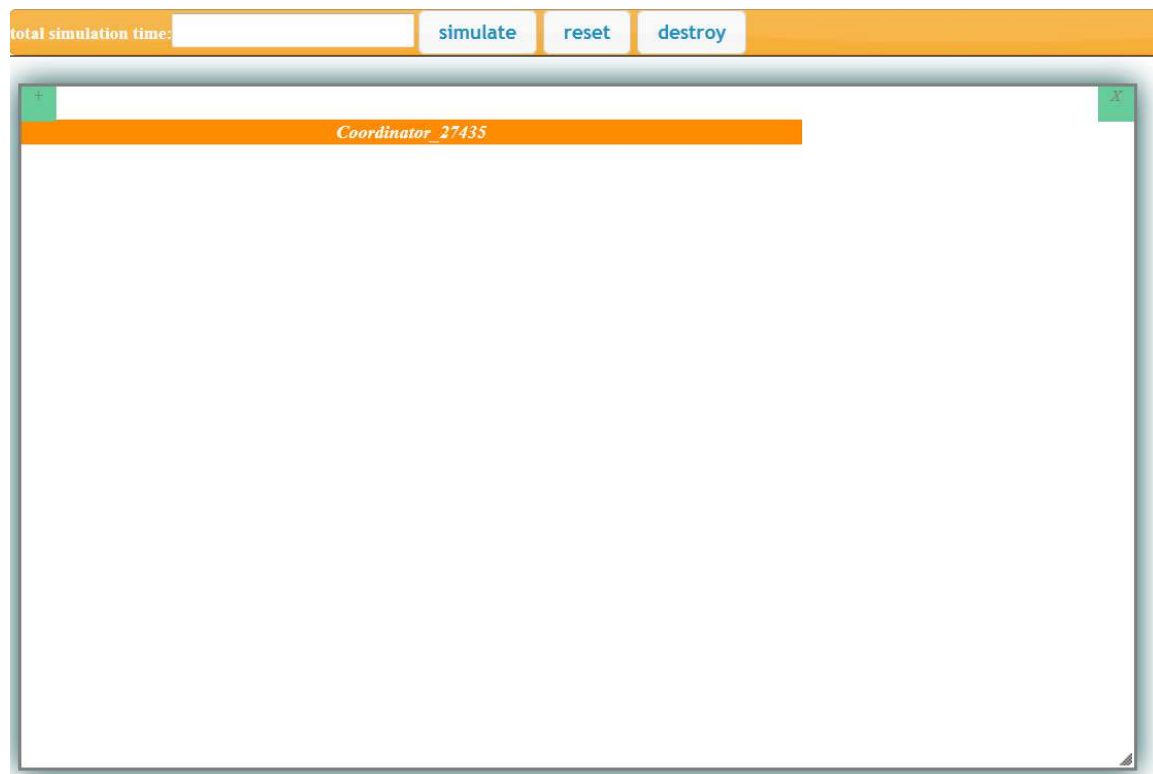 total simulation time: simulate reset destroy
+ X
Coordinator_27435